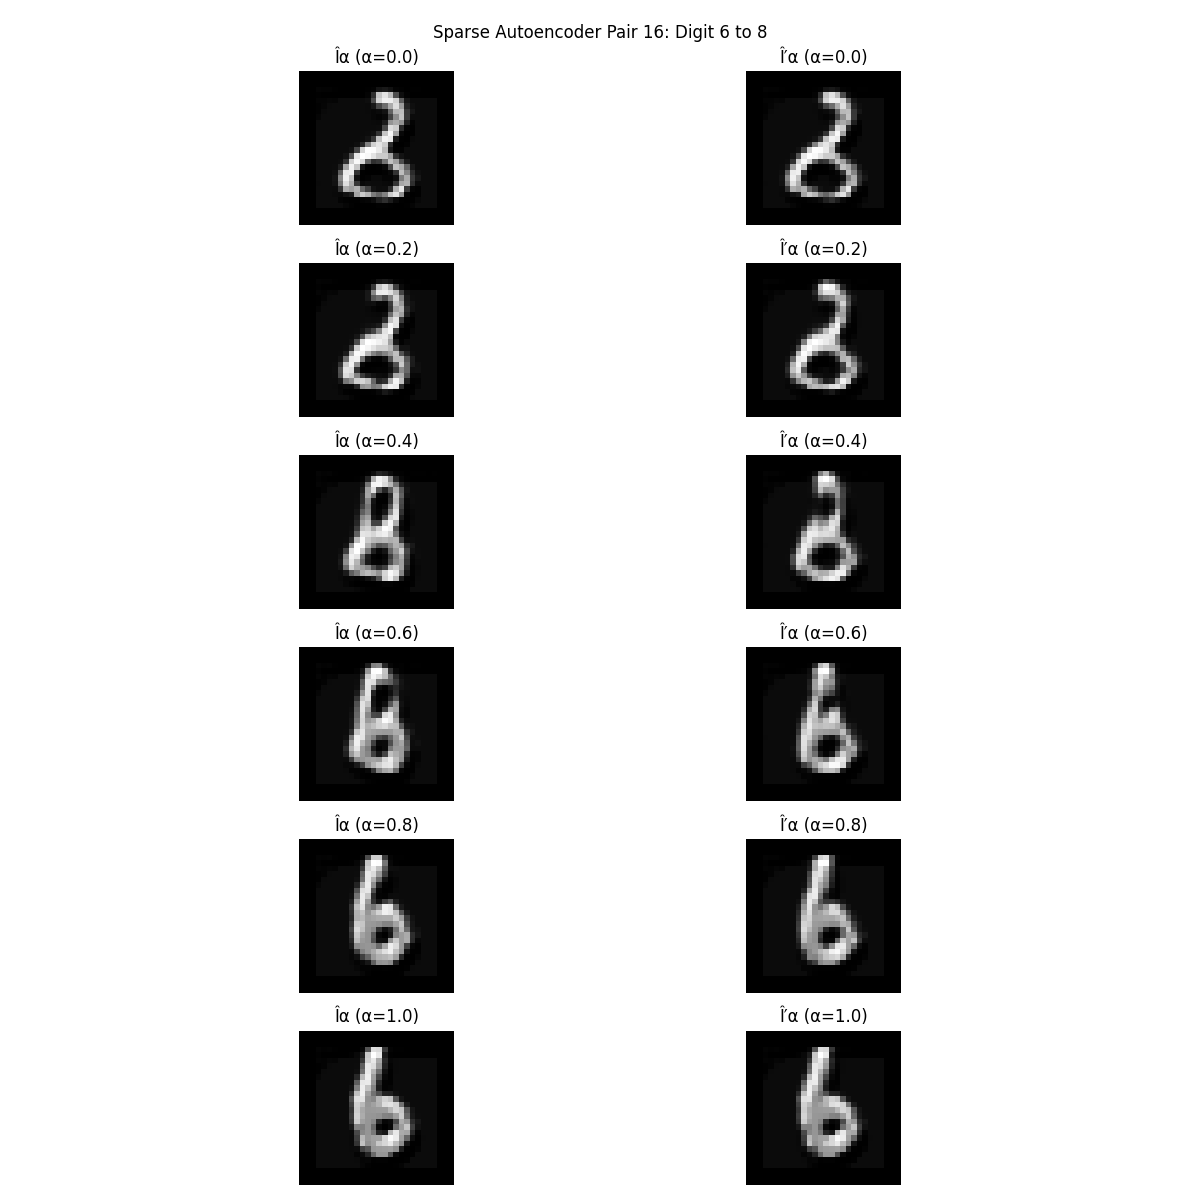 Sparse Autoencoder Pair 16: Digit 6 to 8
Îα (α=0.0) Î′α (α=0.0)
Îα (α=0.2) Î′α (α=0.2)
Îα (α=0.4) Î′α (α=0.4)
Îα (α=0.6) Î′α (α=0.6)
Îα (α=0.8) Î′α (α=0.8)
Îα (α=1.0) Î′α (α=1.0)